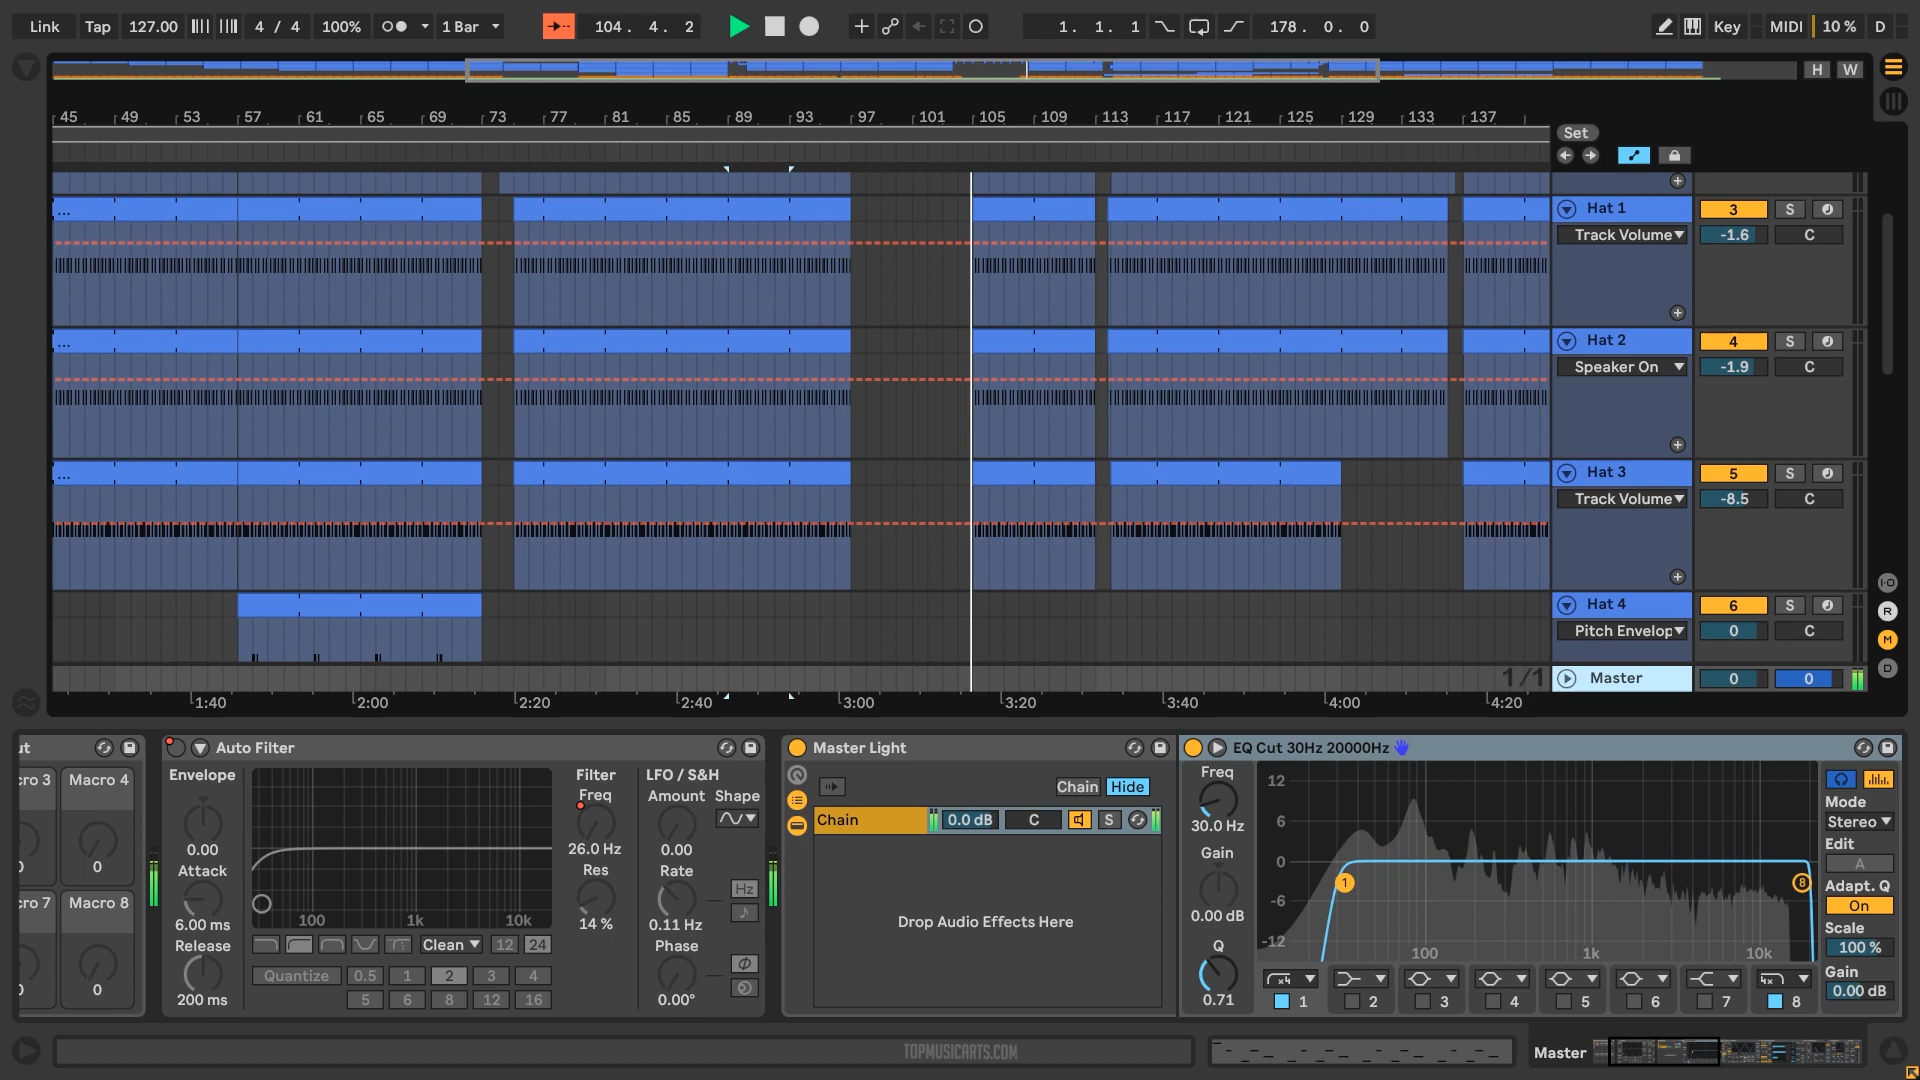 Link Tap 127.00 4 / 4 100% 1 Bar 104. 4. 2 1. 1. 1 178. 0. 0 Key MIDI 10 % D
H W
45 49 53 57 61 65 69 73 77 81 85 89 93 97 101 105 109 113 117 121 125 129 133 137
Set
... Hat 1 3 S
Track Volume -1.6 C
... Hat 2 4 S
Speaker On -1.9 C
... Hat 3 5 S
Track Volume -8.5 C
Hat 4 6 S
Pitch Envelop 0 C
I·O
R
M
D
1/1 Master 0 0
1:40 2:00 2:20 2:40 3:00 3:20 3:40 4:00 4:20
ut
cro 3 Macro 4
0 0
cro 7 Macro 8
0 0
Auto Filter
Envelope
0.00
Attack
6.00 ms
Release
200 ms
100 1k 10k
Clean 12 24
Quantize 0.5 1 2 3 4
5 6 8 12 16
Filter
Freq
26.0 Hz
Res
14 %
LFO / S&H
Amount Shape
0.00
Rate
Hz
0.11 Hz
Phase
0.00°
Master Light
Chain Hide
Chain 0.0 dB C S
Drop Audio Effects Here
EQ Cut 30Hz 20000Hz
Freq
30.0 Hz
Gain
0.00 dB
Q
0.71
12
6
0
-6
-12
1 8
100 1k 10k
x4 4x
1 2 3 4 5 6 7 8
Mode
Stereo
Edit
A
Adapt. Q
On
Scale
100 %
Gain
0.00 dB
TOPMUSICARTS.COM
Master